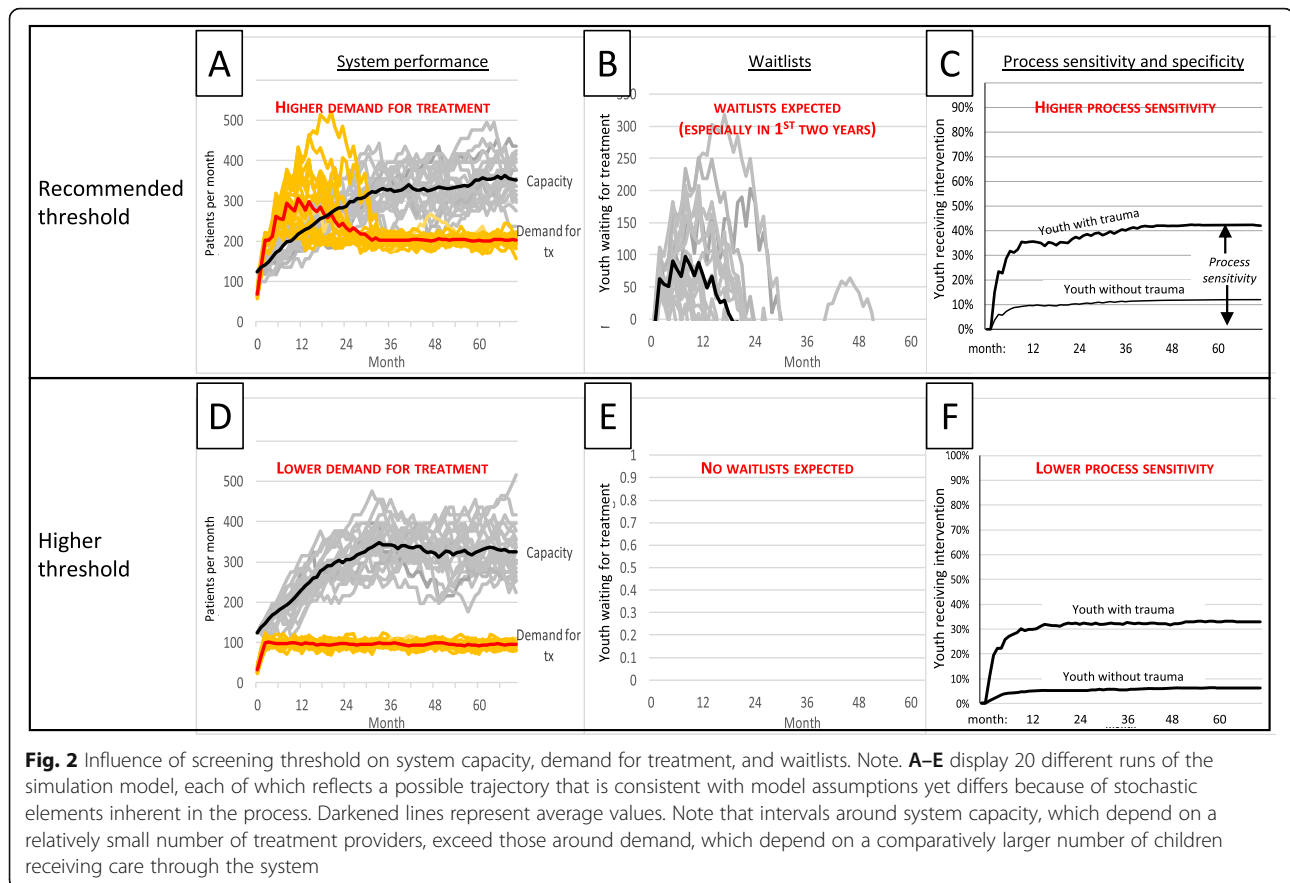 A
System performance
HIGHER DEMAND FOR TREATMENT
Patients per month
500
400
300
200
100
0
0 12 24 36 48 60
Month
Capacity
Demand for
tx
B
Waitlists
WAITLISTS EXPECTED
(ESPECIALLY IN 1ST TWO YEARS)
Youth waiting for treatment
350
300
250
200
150
100
50
0
0 12 24 36 48 60
Month
C
Process sensitivity and specificity
HIGHER PROCESS SENSITIVITY
Youth receiving intervention
90%
80%
70%
60%
50%
40%
30%
20%
10%
0%
Youth with trauma
Process
sensitivity
Youth without trauma
month: 12 24 36 48 60
Recommended
threshold
D
LOWER DEMAND FOR TREATMENT
Patients per month
500
400
300
200
100
0
0 12 24 36 48 60
Month
Capacity
Demand for
tx
E
NO WAITLISTS EXPECTED
Youth waiting for treatment
1
0.9
0.8
0.7
0.6
0.5
0.4
0.3
0.2
0.1
0
0 12 24 36 48 60
Month
F
LOWER PROCESS SENSITIVITY
Youth receiving intervention
100%
90%
80%
70%
60%
50%
40%
30%
20%
10%
0%
Youth with trauma
Youth without trauma
month: 12 24 36 48 60
Higher
threshold
Fig. 2 Influence of screening threshold on system capacity, demand for treatment, and waitlists. Note. A–E display 20 different runs of the
simulation model, each of which reflects a possible trajectory that is consistent with model assumptions yet differs because of stochastic
elements inherent in the process. Darkened lines represent average values. Note that intervals around system capacity, which depend on a
relatively small number of treatment providers, exceed those around demand, which depend on a comparatively larger number of children
receiving care through the system